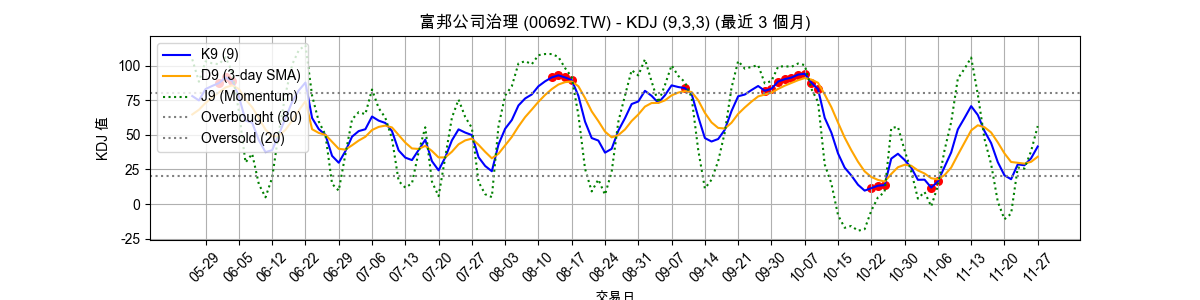 富邦公司治理 (00692.TW) - KDJ (9,3,3) (最近 3 個月)
KDJ 值
100
75
50
25
0
-25
K9 (9)
D9 (3-day SMA)
J9 (Momentum)
Overbought (80)
Oversold (20)
05-29 06-05 06-12 06-22 06-29 07-06 07-13 07-20 07-27 08-03 08-10 08-17 08-24 08-31 09-07 09-14 09-21 09-30 10-07 10-15 10-22 10-30 11-06 11-13 11-20 11-27
交易日